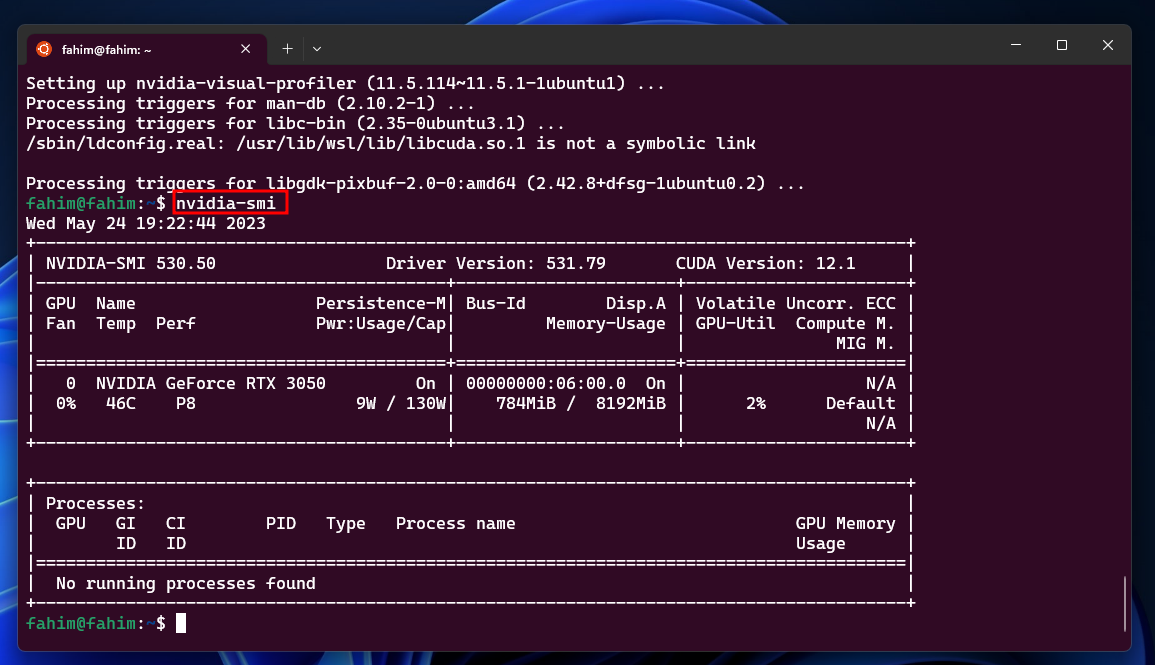 fahim@fahim: ~
Setting up nvidia-visual-profiler (11.5.114~11.5.1-1ubuntu1) ...
Processing triggers for man-db (2.10.2-1) ...
Processing triggers for libc-bin (2.35-0ubuntu3.1) ...
/sbin/ldconfig.real: /usr/lib/wsl/lib/libcuda.so.1 is not a symbolic link
Processing triggers for libgdk-pixbuf-2.0-0:amd64 (2.42.8+dfsg-1ubuntu0.2) ...
fahim@fahim:~$ nvidia-smi
Wed May 24 19:22:44 2023
+---------------------------------------------------------------------------------------+
| NVIDIA-SMI 530.50                 Driver Version: 531.79       CUDA Version: 12.1     |
|-----------------------------------------+----------------------+----------------------+
| GPU  Name                  Persistence-M| Bus-Id        Disp.A | Volatile Uncorr. ECC |
| Fan  Temp  Perf            Pwr:Usage/Cap|         Memory-Usage | GPU-Util  Compute M. |
|                                         |                      |               MIG M. |
|=========================================+======================+======================|
|   0  NVIDIA GeForce RTX 3050         On | 00000000:06:00.0  On |                  N/A |
|  0%   46C    P8                9W / 130W|    784MiB /  8192MiB |      2%      Default |
|                                         |                      |                  N/A |
+-----------------------------------------+----------------------+----------------------+
+---------------------------------------------------------------------------------------+
| Processes:                                                                            |
|  GPU   GI   CI        PID   Type   Process name                            GPU Memory |
|        ID   ID                                                             Usage      |
|=======================================================================================|
|  No running processes found                                                           |
+---------------------------------------------------------------------------------------+
fahim@fahim:~$